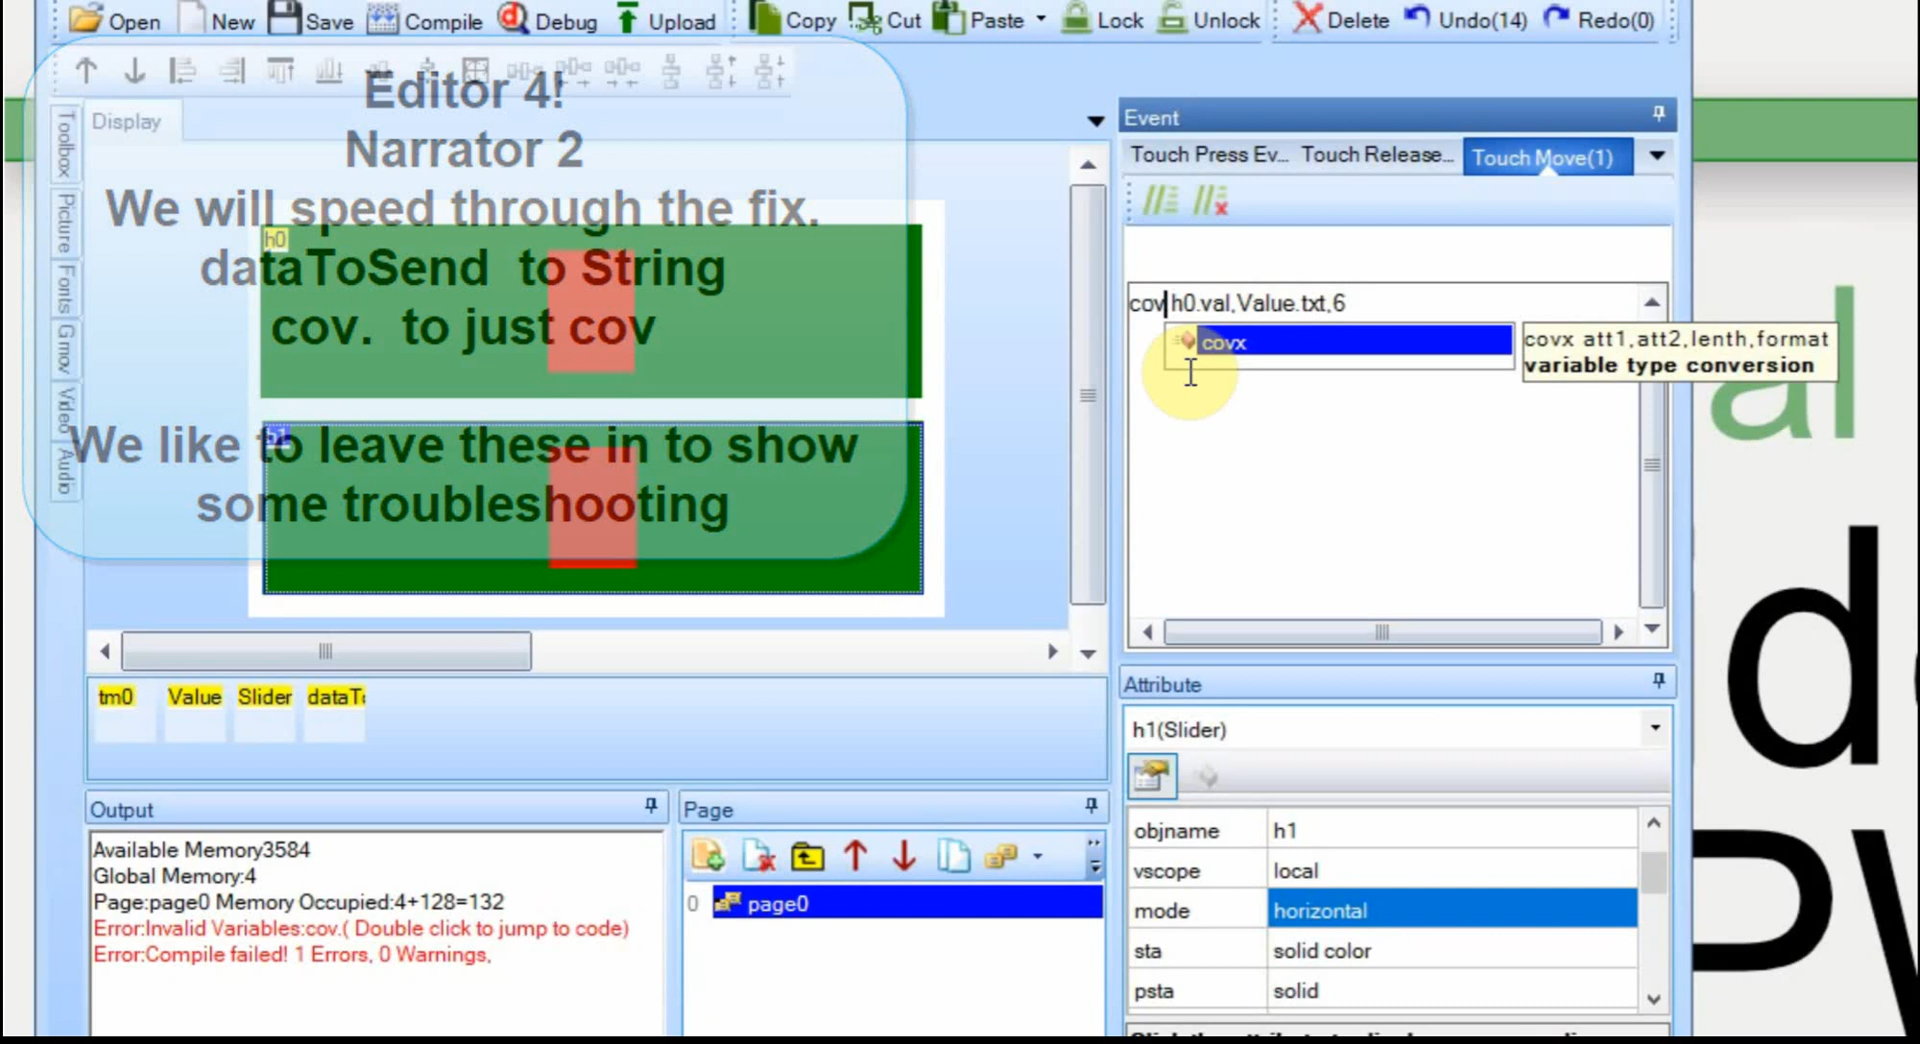 Open New Save Compile Debug Upload Copy Cut Paste Lock Unlock Delete Undo(14) Redo(0)
Editor 4!
Narrator 2
We will speed through the fix.
dataToSend to String
cov. to just cov
We like to leave these in to show
some troubleshooting
Toolbox
Picture
Fonts
Gmov
Video
Audio
Display
h0
h1
Event
Touch Press Ev... Touch Release... Touch Move(1)
cov h0.val,Value.txt,6
covx
covx att1,att2,lenth,format
variable type conversion
al
d
tm0 Value Slider dataT
Attribute
h1(Slider)
objname h1
vscope local
mode horizontal
sta solid color
psta solid
Output
Available Memory3584
Global Memory:4
Page:page0 Memory Occupied:4+128=132
Error:Invalid Variables:cov.( Double click to jump to code)
Error:Compile failed! 1 Errors, 0 Warnings,
Page
0 page0